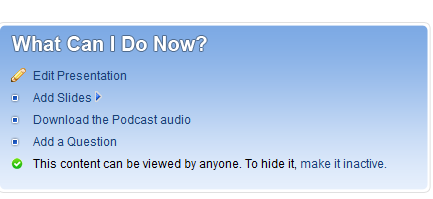 What Can I Do Now?
Edit Presentation
Add Slides
Download the Podcast audio
Add a Question
This content can be viewed by anyone. To hide it, make it inactive.